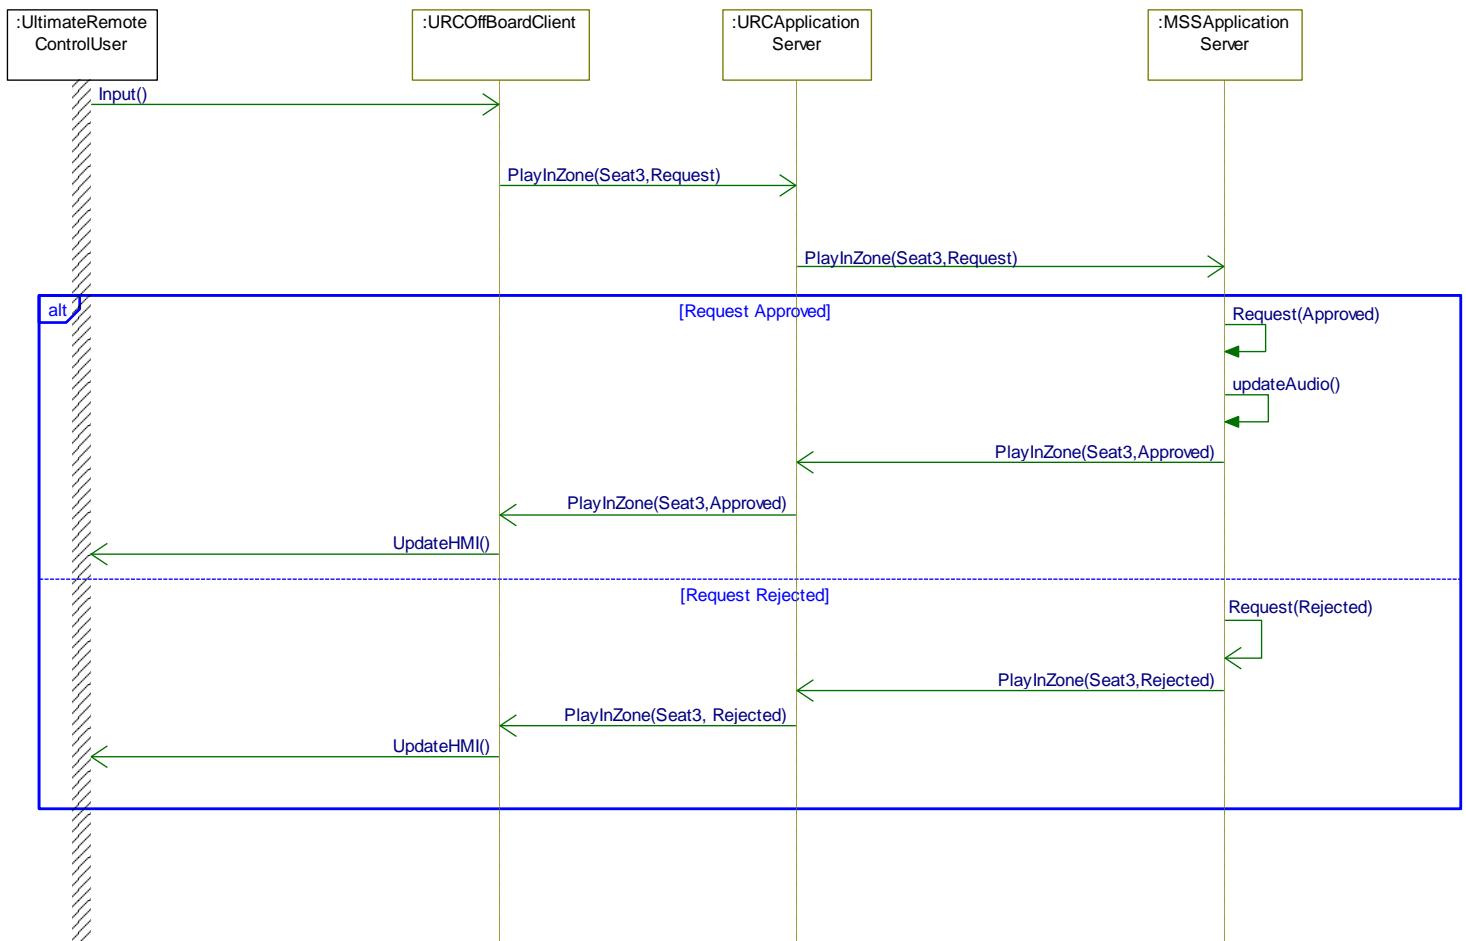 :UltimateRemote
ControlUser
:URCOffBoardClient
:URCApplication
Server
:MSSApplication
Server
Input()
PlayInZone(Seat3,Request)
PlayInZone(Seat3,Request)
alt
[Request Approved]
Request(Approved)
updateAudio()
PlayInZone(Seat3,Approved)
PlayInZone(Seat3,Approved)
UpdateHMI()
[Request Rejected]
Request(Rejected)
PlayInZone(Seat3,Rejected)
PlayInZone(Seat3, Rejected)
UpdateHMI()